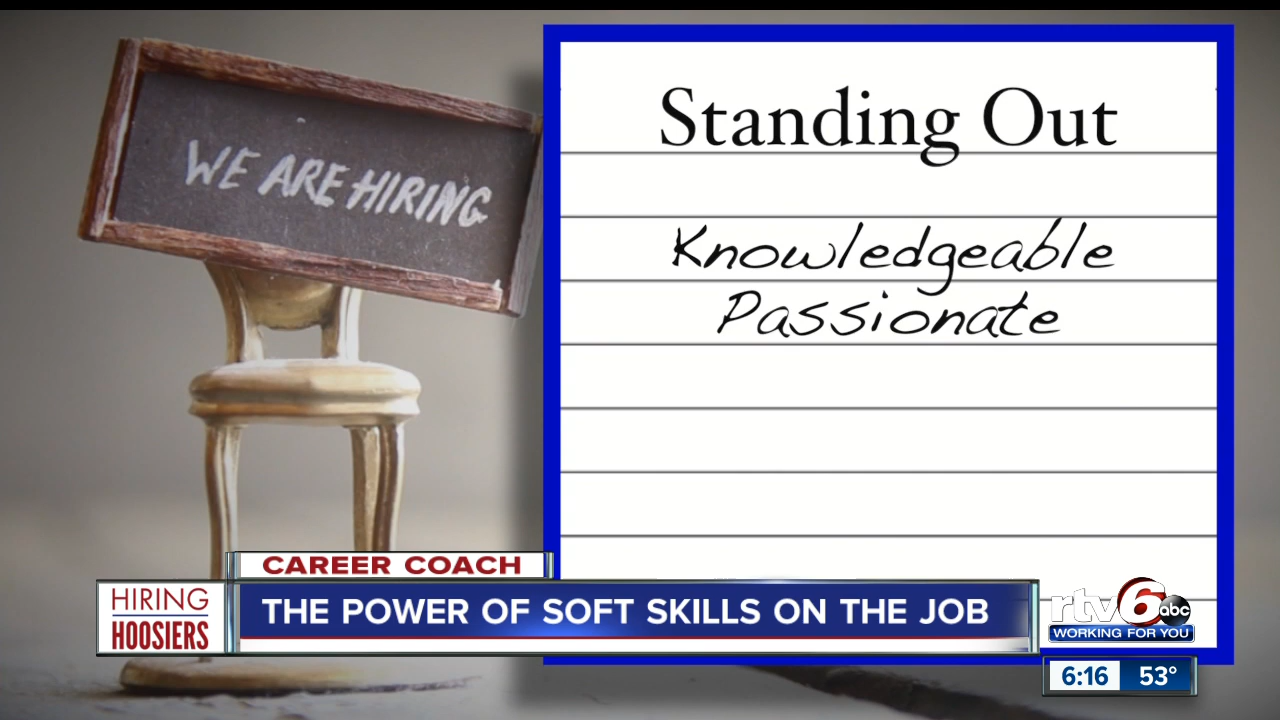 WE ARE HIRING
Standing Out
Knowledgeable
Passionate
CAREER COACH
HIRING
HOOSIERS
THE POWER OF SOFT SKILLS ON THE JOB
rtv6 abc
WORKING FOR YOU
6:16 53°